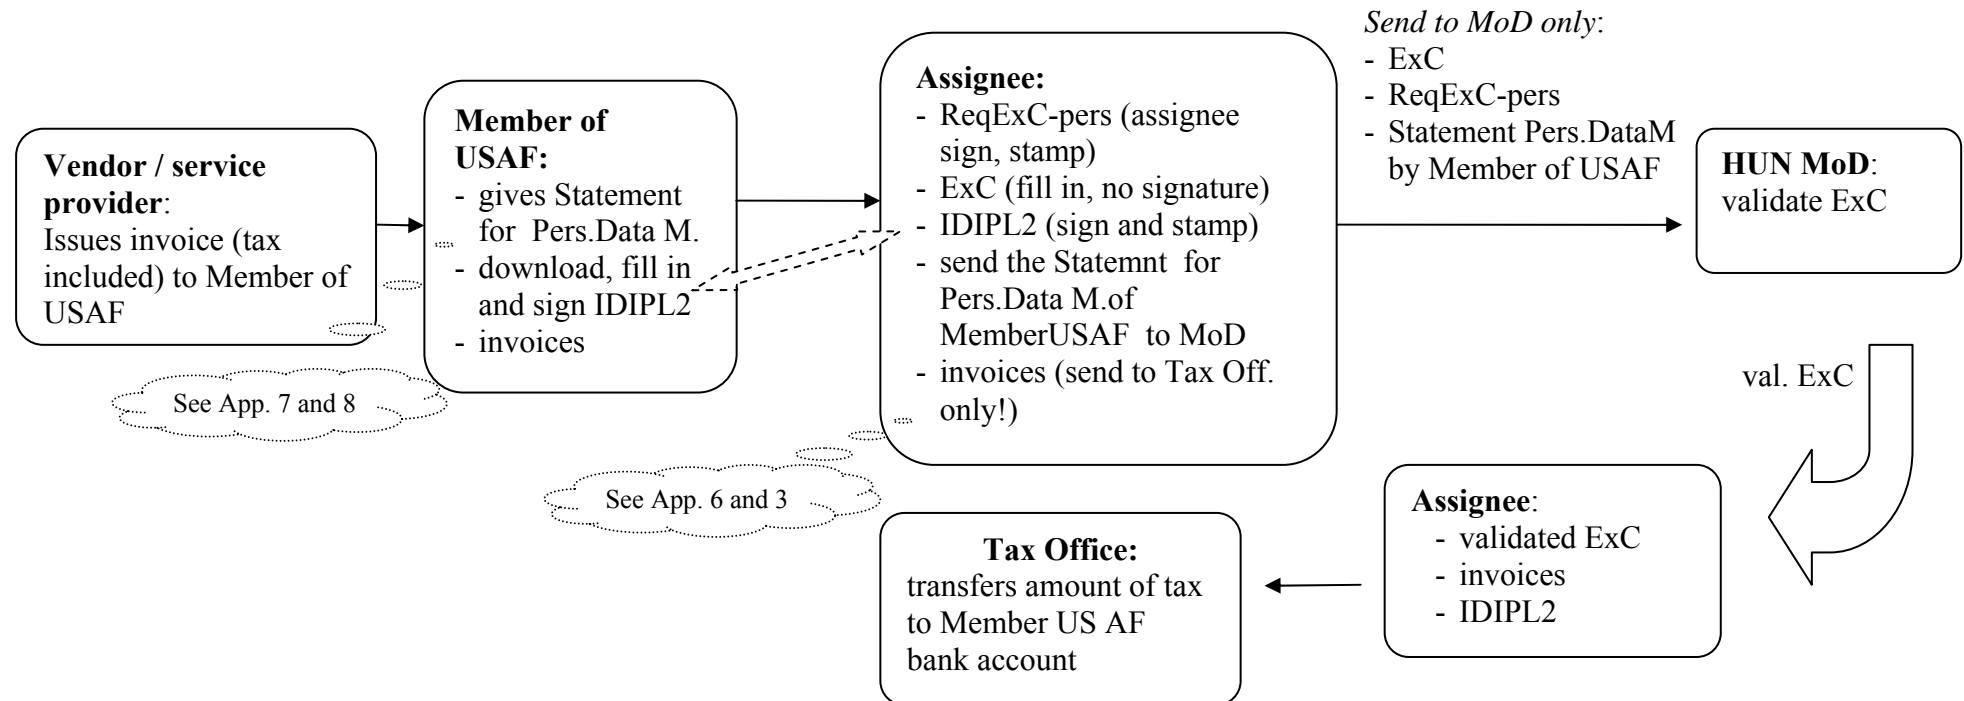 Vendor / service
provider:
Issues invoice (tax
included) to Member of
USAF
Member of
USAF:
- gives Statement
for Pers.Data M.
- download, fill in
and sign IDIPL2
- invoices
See App. 7 and 8
Assignee:
- ReqExC-pers (assignee
sign, stamp)
- ExC (fill in, no signature)
- IDIPL2 (sign and stamp)
- send the Statemnt for
Pers.Data M.of
MemberUSAF to MoD
- invoices (send to Tax Off.
only!)
See App. 6 and 3
Send to MoD only:
- ExC
- ReqExC-pers
- Statement Pers.DataM
by Member of USAF
HUN MoD:
validate ExC
val. ExC
Assignee:
- validated ExC
- invoices
- IDIPL2
Tax Office:
transfers amount of tax
to Member US AF
bank account